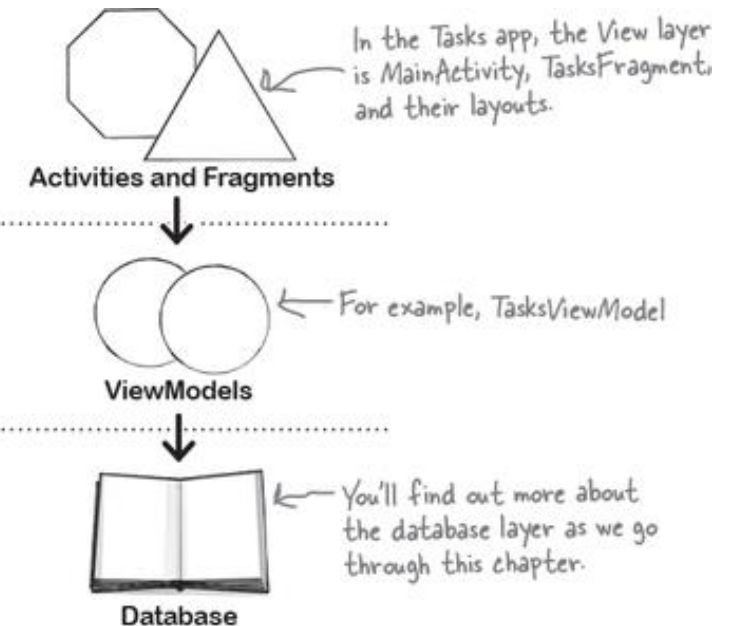 In the Tasks app, the View layer
is MainActivity, TasksFragment,
and their layouts.
Activities and Fragments
For example, TasksViewModel
ViewModels
You'll find out more about
the database layer as we go
through this chapter.
Database